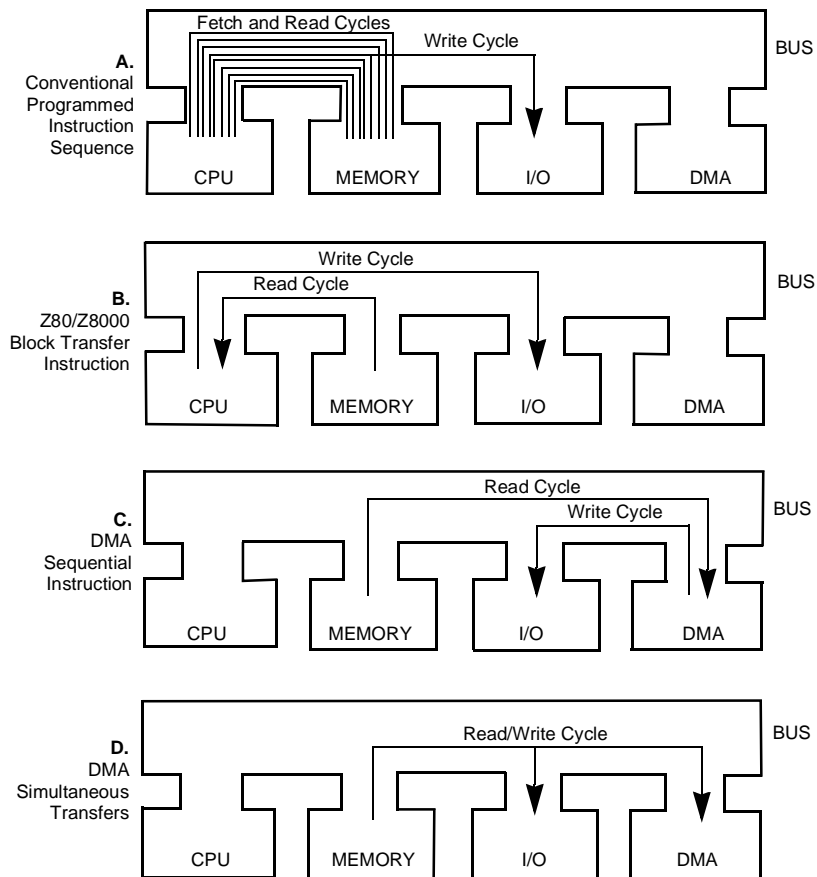 Fetch and Read Cycles
Write Cycle
BUS
A.
Conventional
Programmed
Instruction
Sequence
CPU
MEMORY
I/O
DMA
Write Cycle
Read Cycle
BUS
B.
Z80/Z8000
Block Transfer
Instruction
CPU
MEMORY
I/O
DMA
Read Cycle
Write Cycle
BUS
C.
DMA
Sequential
Instruction
CPU
MEMORY
I/O
DMA
Read/Write Cycle
BUS
D.
DMA
Simultaneous
Transfers
CPU
MEMORY
I/O
DMA